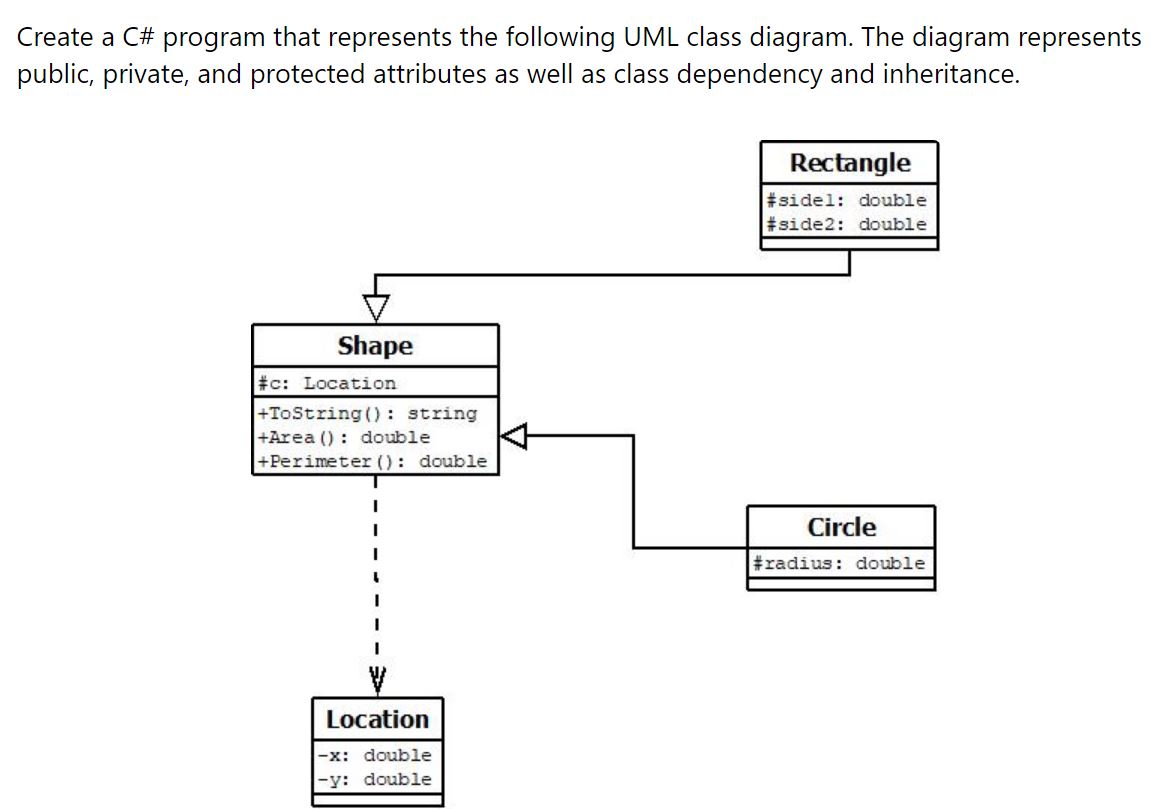 Create a C# program that represents the following UML class diagram. The diagram represents
public, private, and protected attributes as well as class dependency and inheritance.
Rectangle
#side1: double
#side2: double
Shape
#c: Location
+ToString(): string
+Area(): double
+Perimeter(): double
Circle
#radius: double
Location
-x: double
-y: double